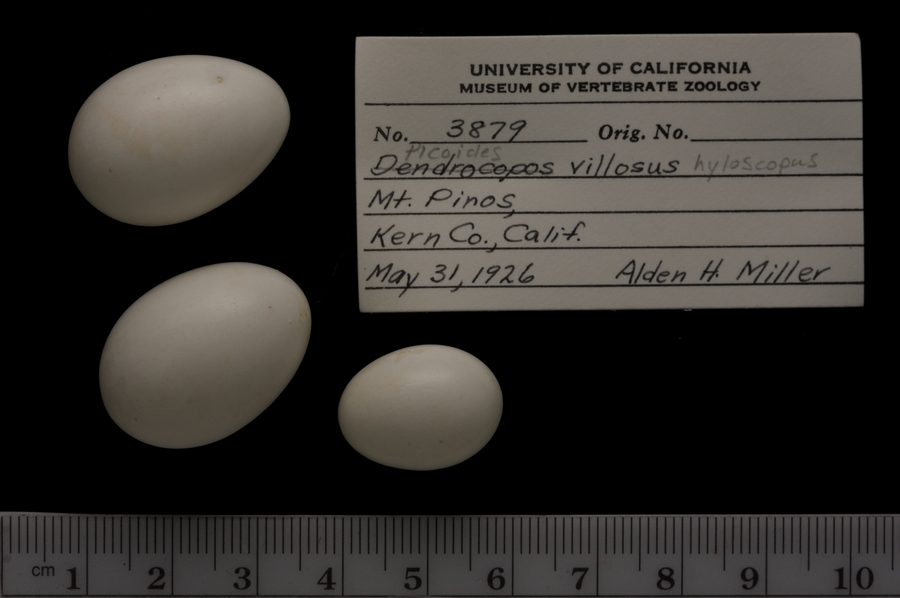 UNIVERSITY OF CALIFORNIA
MUSEUM OF VERTEBRATE ZOOLOGY
No. 3879 Orig. No.
Picoides
Dendrocopos villosus hyloscopus
Mt. Pinos,
Kern Co., Calif.
May 31, 1926 Alden H. Miller
cm 1 2 3 4 5 6 7 8 9 10